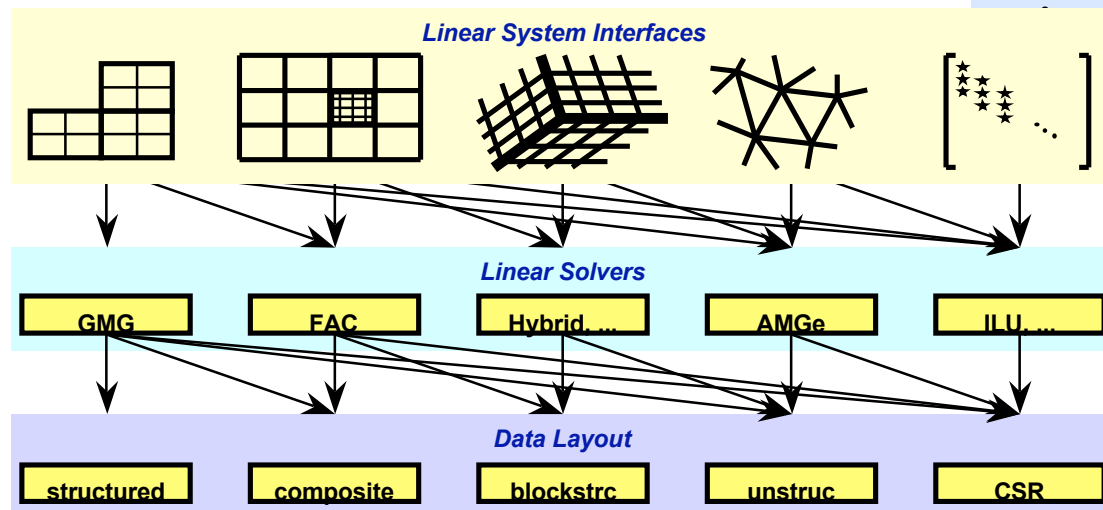 Linear System Interfaces
Linear Solvers
GMG FAC Hybrid, ... AMGe ILU, ...
Data Layout
structured composite blockstrc unstruc CSR